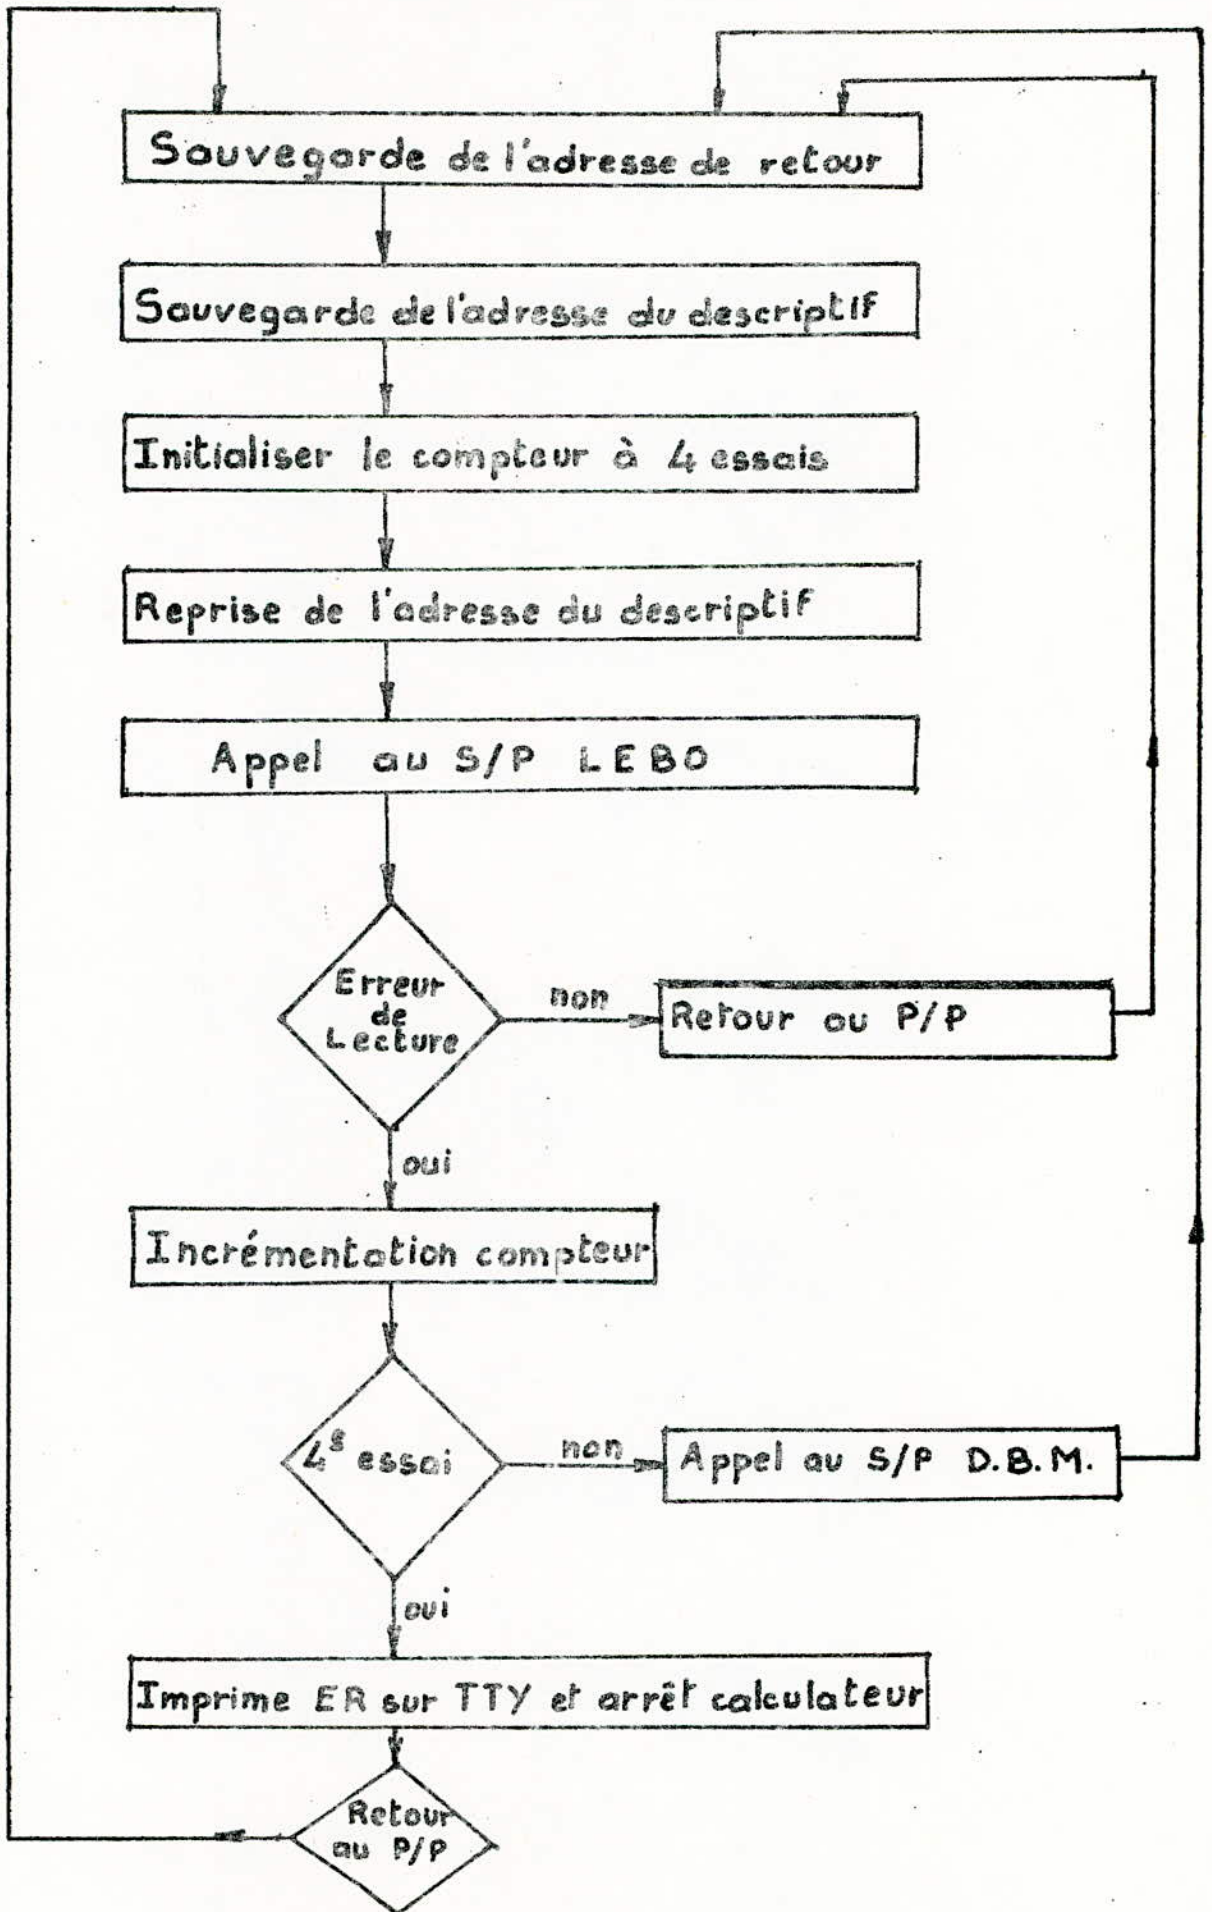 Sauvegarde de l'adresse de retour
Sauvegarde de l'adresse du descriptif
Initialiser le compteur à 4 essais
Reprise de l'adresse du descriptif
Appel au S/P LEBO
Erreur
de
Lecture
non
Retour au P/P
oui
Incrémentation compteur
4e essai
non
Appel au S/P D.B.M.
oui
Imprime ER sur TTY et arrêt calculateur
Retour
au P/P